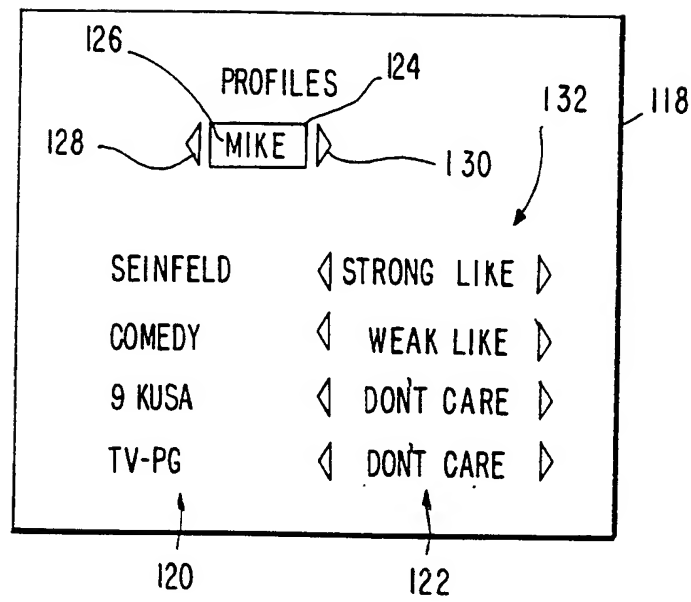 126
PROFILES
124
132
118
128
MIKE
130
SEINFELD STRONG LIKE
COMEDY WEAK LIKE
9 KUSA DON'T CARE
TV-PG DON'T CARE
120
122